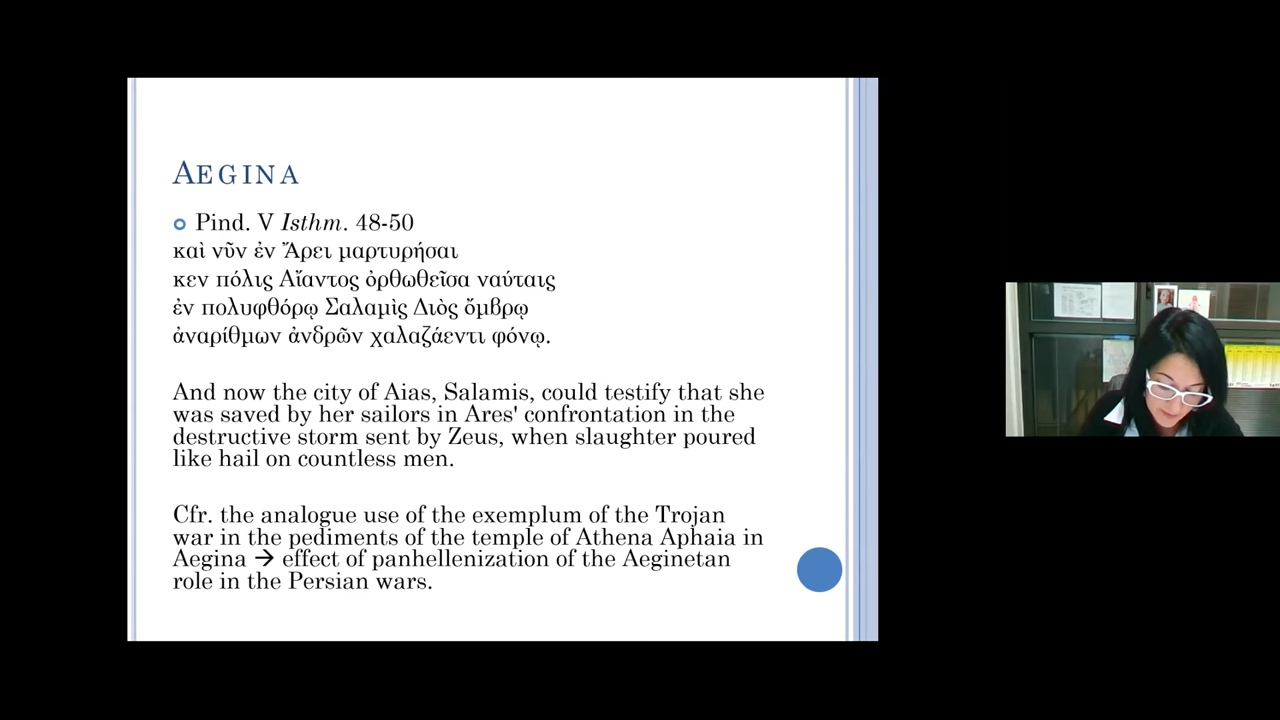 AEGINA
Pind. V Isthm. 48-50
καὶ νῦν ἐν Ἄρει μαρτυρήσαι
κεν πόλις Αἴαντος ὀρθωθεῖσα ναύταις
ἐν πολυφθόρῳ Σαλαμὶς Διὸς ὄμβρῳ
ἀναρίθμων ἀνδρῶν χαλαζάεντι φόνῳ.
And now the city of Aias, Salamis, could testify that she
was saved by her sailors in Ares' confrontation in the
destructive storm sent by Zeus, when slaughter poured
like hail on countless men.
Cfr. the analogue use of the exemplum of the Trojan
war in the pediments of the temple of Athena Aphaia in
Aegina → effect of panhellenization of the Aeginetan
role in the Persian wars.